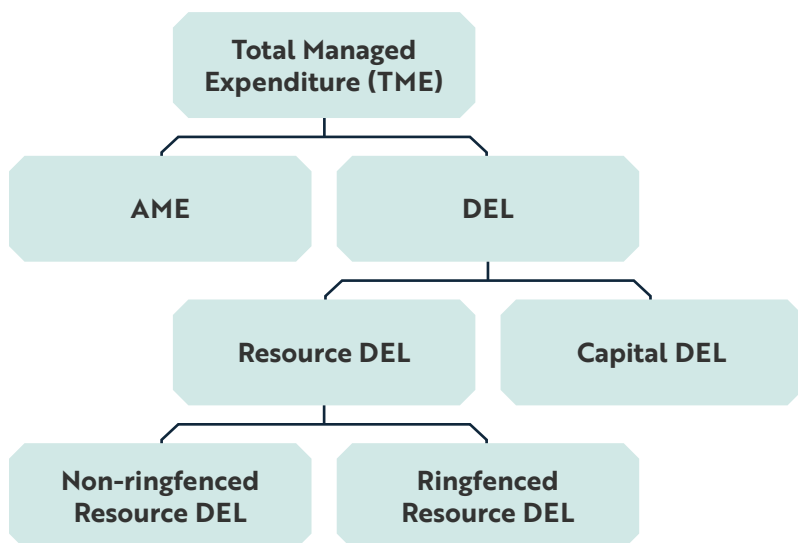 Total Managed
Expenditure (TME)
AME
DEL
Resource DEL
Capital DEL
Non-ringfenced
Resource DEL
Ringfenced
Resource DEL